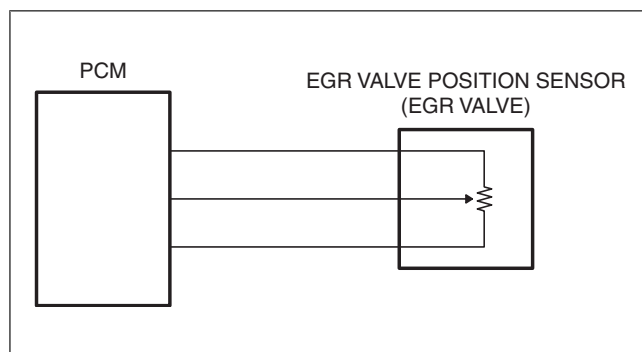 PCM
EGR VALVE POSITION SENSOR
(EGR VALVE)